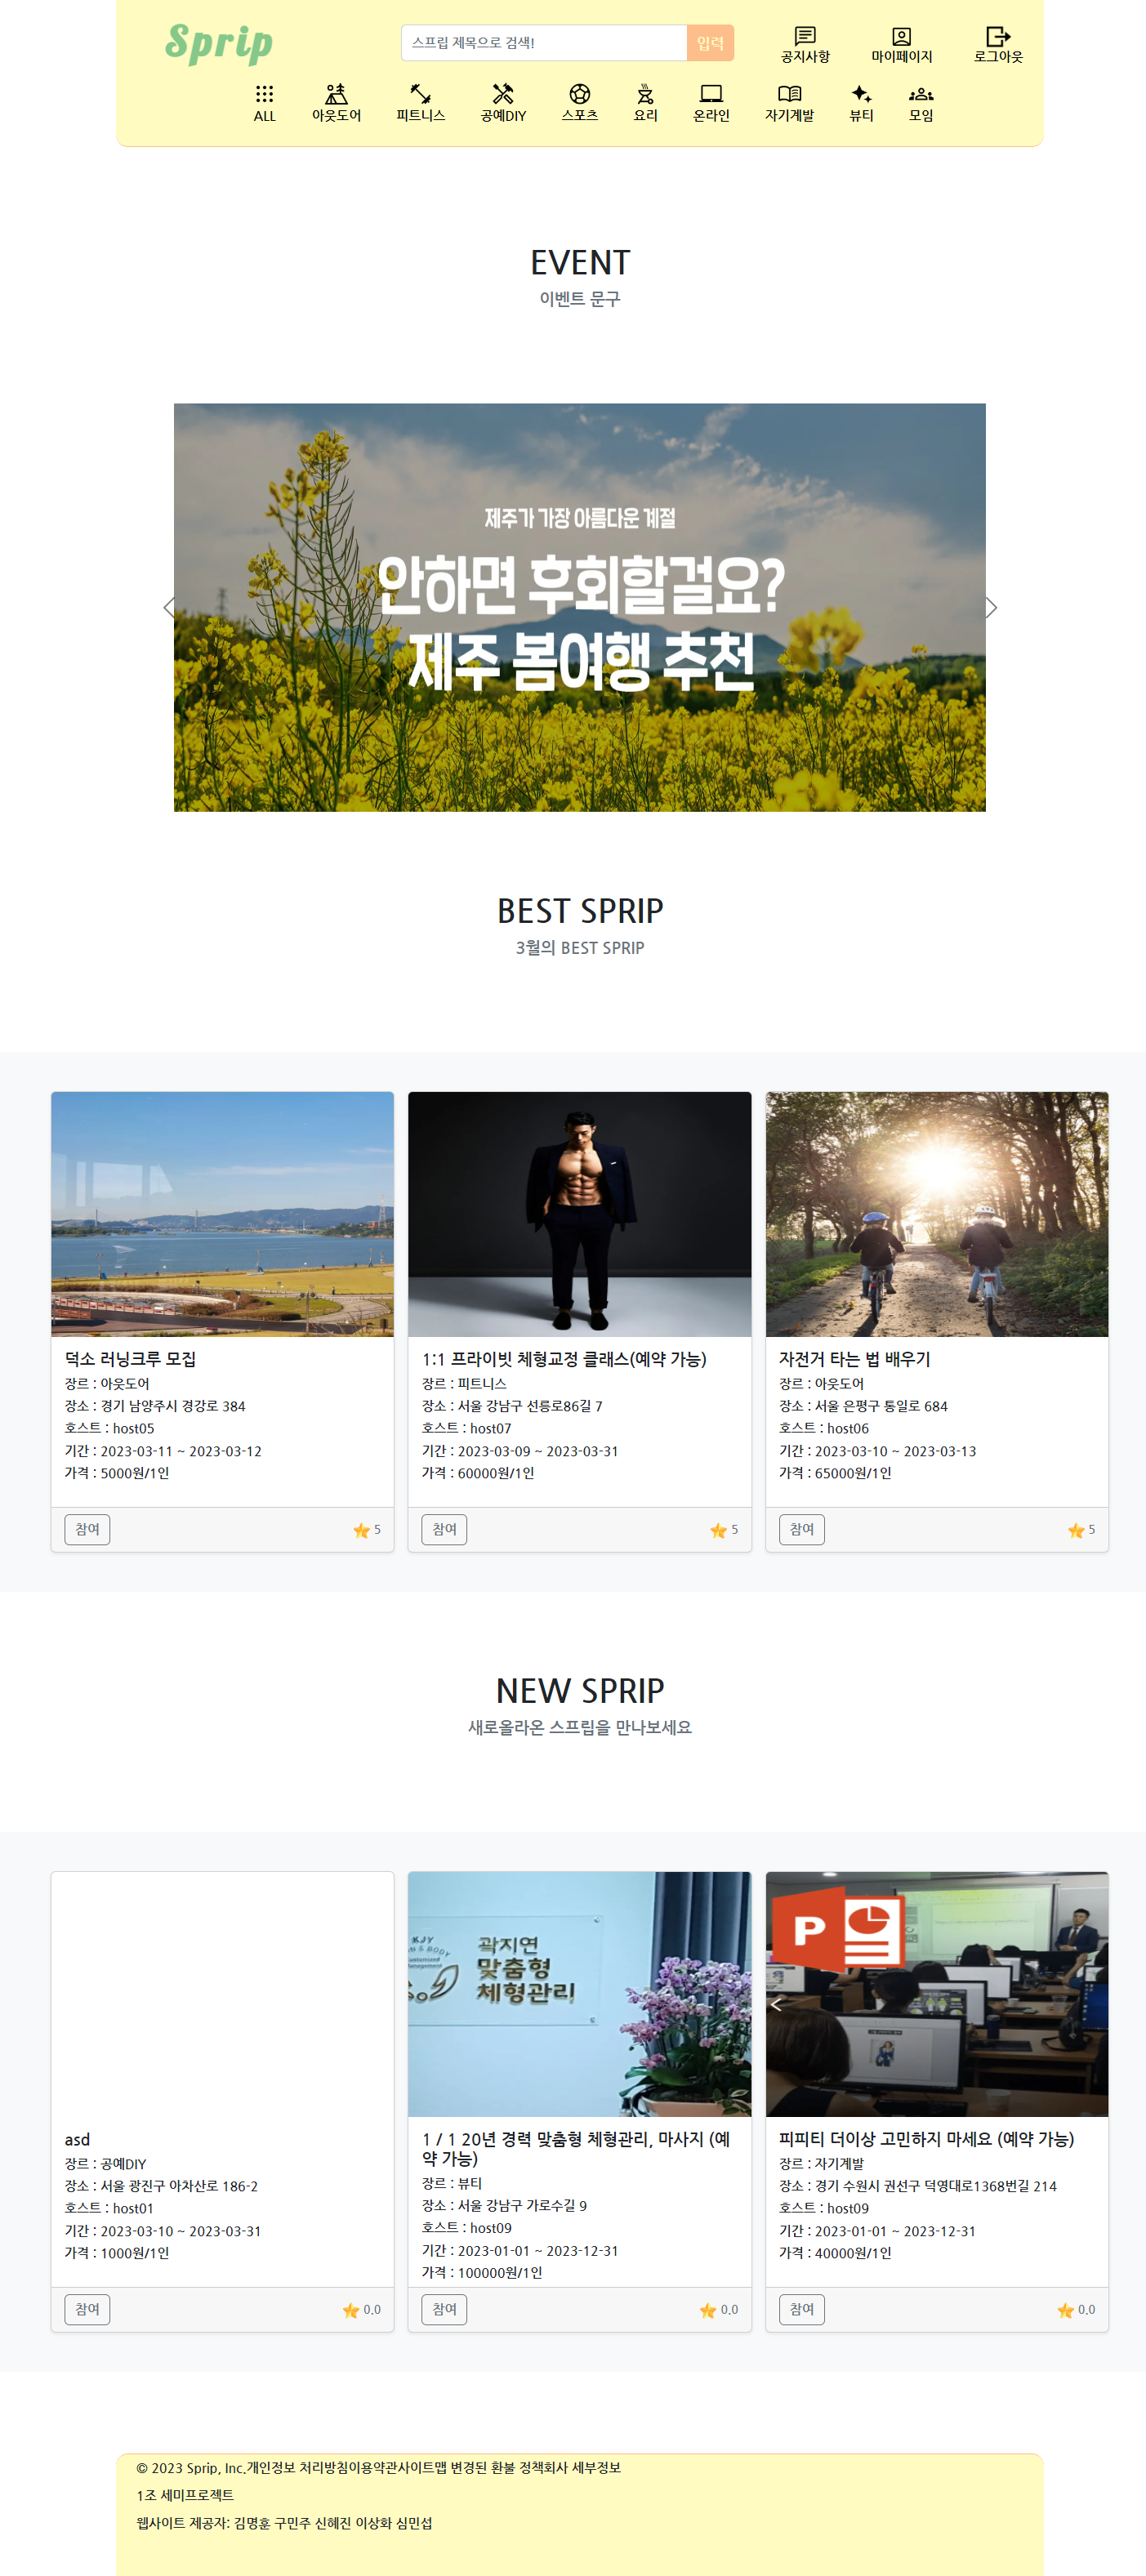 Sprip
스프립 제목으로 검색!
입력
공지사항
마이페이지
로그아웃
ALL
아웃도어
피트니스
공예DIY
스포츠
요리
온라인
자기계발
뷰티
모임
EVENT
이벤트 문구
제주가 가장 아름다운 계절
안하면 후회할걸요?
제주 봄여행 추천
BEST SPRIP
3월의 BEST SPRIP
덕소 러닝크루 모집
장르 : 아웃도어
장소 : 경기 남양주시 경강로 384
호스트 : host05
기간 : 2023-03-11 ~ 2023-03-12
가격 : 5000원/1인
참여
5
1:1 프라이빗 체형교정 클래스(예약 가능)
장르 : 피트니스
장소 : 서울 강남구 선릉로86길 7
호스트 : host07
기간 : 2023-03-09 ~ 2023-03-31
가격 : 60000원/1인
참여
5
자전거 타는 법 배우기
장르 : 아웃도어
장소 : 서울 은평구 통일로 684
호스트 : host06
기간 : 2023-03-10 ~ 2023-03-13
가격 : 65000원/1인
참여
5
NEW SPRIP
새로올라온 스프립을 만나보세요
asd
장르 : 공예DIY
장소 : 서울 광진구 아차산로 186-2
호스트 : host01
기간 : 2023-03-10 ~ 2023-03-31
가격 : 1000원/1인
참여
0.0
곽지연
맞춤형
체형관리
1 / 1 20년 경력 맞춤형 체형관리, 마사지 (예
약 가능)
장르 : 뷰티
장소 : 서울 강남구 가로수길 9
호스트 : host09
기간 : 2023-01-01 ~ 2023-12-31
가격 : 100000원/1인
참여
0.0
P
피피티 더이상 고민하지 마세요 (예약 가능)
장르 : 자기계발
장소 : 경기 수원시 권선구 덕영대로1368번길 214
호스트 : host09
기간 : 2023-01-01 ~ 2023-12-31
가격 : 40000원/1인
참여
0.0
© 2023 Sprip, Inc.개인정보 처리방침이용약관사이트맵 변경된 환불 정책회사 세부정보
1조 세미프로젝트
웹사이트 제공자: 김명훈 구민주 신혜진 이상화 심민섭